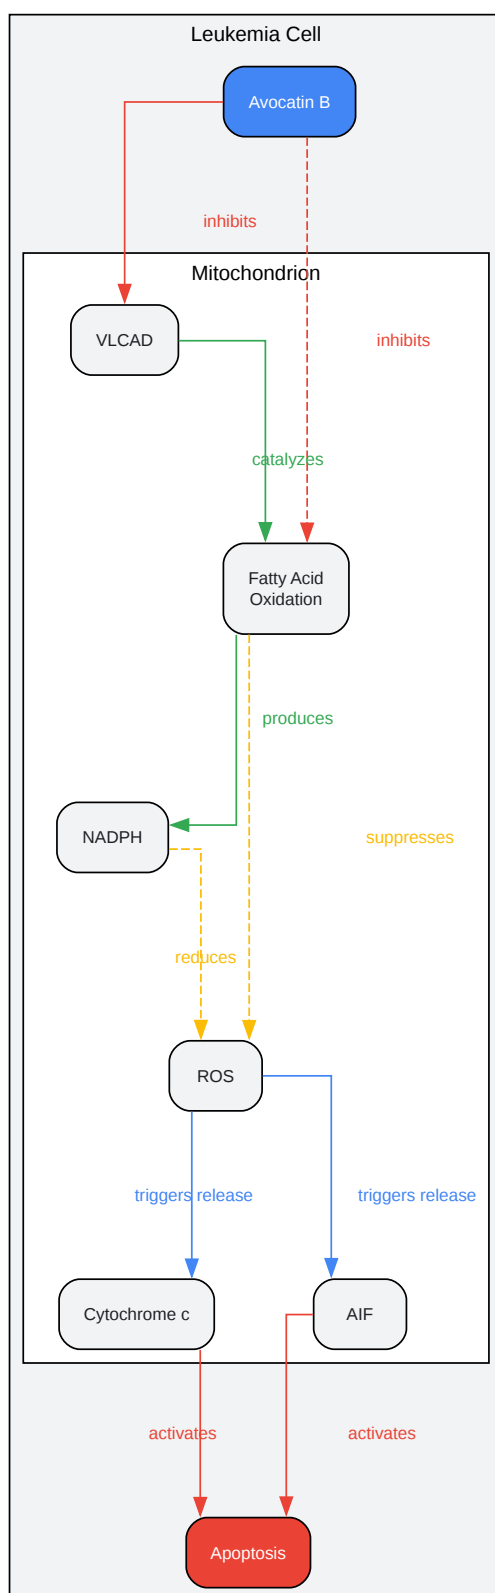 Leukemia Cell
Avocatin B
inhibits
Mitochondrion
VLCAD
inhibits
catalyzes
Fatty Acid
Oxidation
produces
NADPH
suppresses
reduces
ROS
triggers release
triggers release
Cytochrome c
AIF
activates
activates
Apoptosis